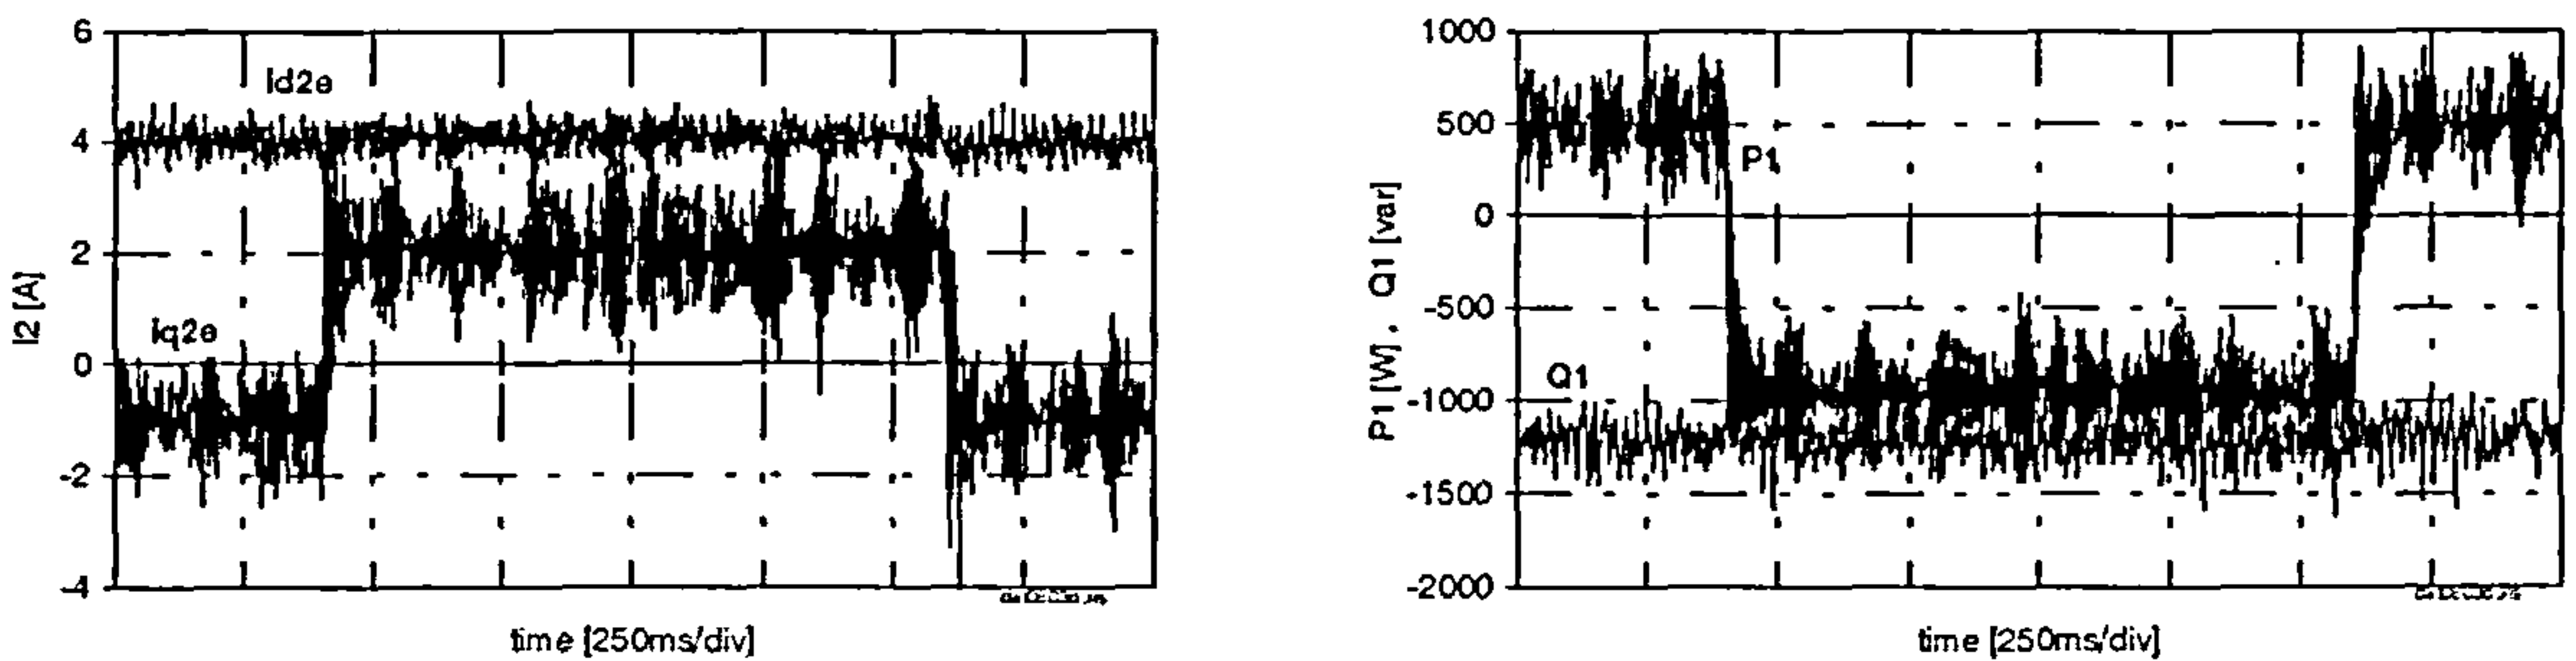 6
4
2
0
-2
-4
I2 [A]
Id2e
Iq2e
time [250ms/div]
1000
500
0
-500
-1000
-1500
-2000
P1 [W] , Q1 [var]
P1
Q1
time [250ms/div]